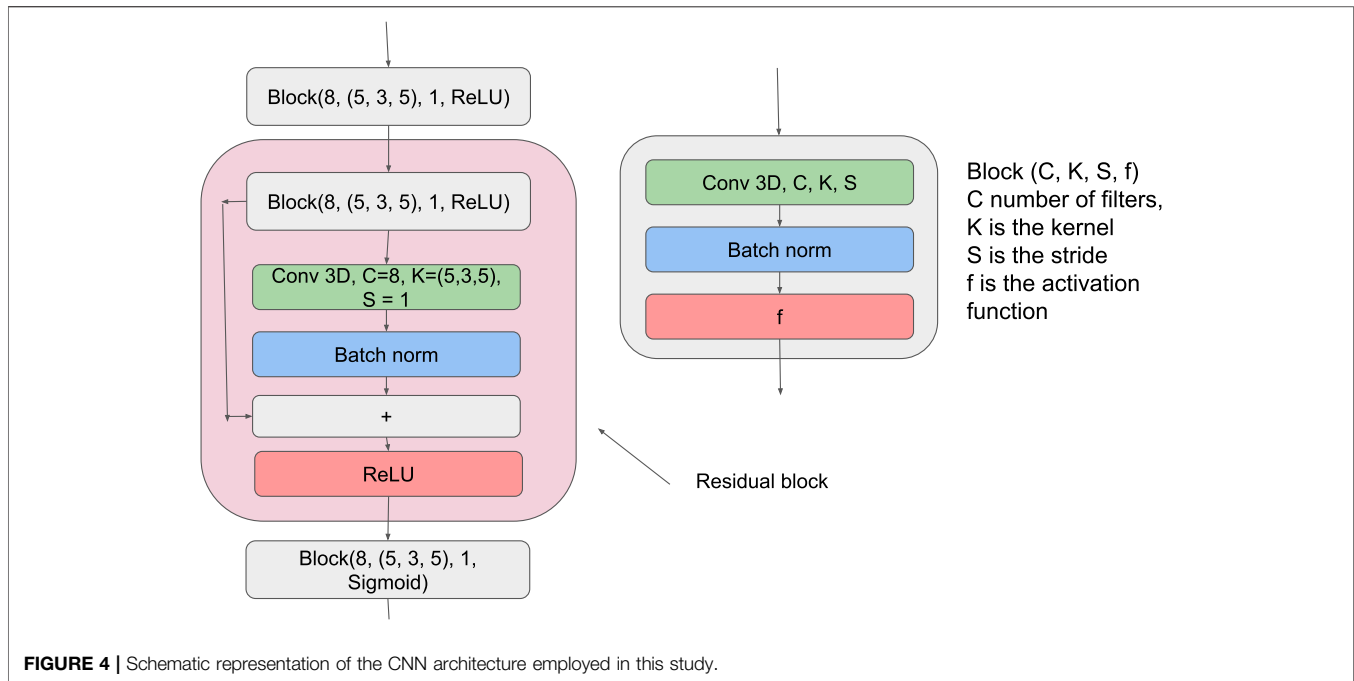 Block(8, (5, 3, 5), 1, ReLU)
Block(8, (5, 3, 5), 1, ReLU)
Conv 3D, C=8, K=(5,3,5),
S = 1
Batch norm
+
ReLU
Block(8, (5, 3, 5), 1,
Sigmoid)
Conv 3D, C, K, S
Batch norm
f
Block (C, K, S, f)
C number of filters,
K is the kernel
S is the stride
f is the activation
function
Residual block
FIGURE 4 | Schematic representation of the CNN architecture employed in this study.